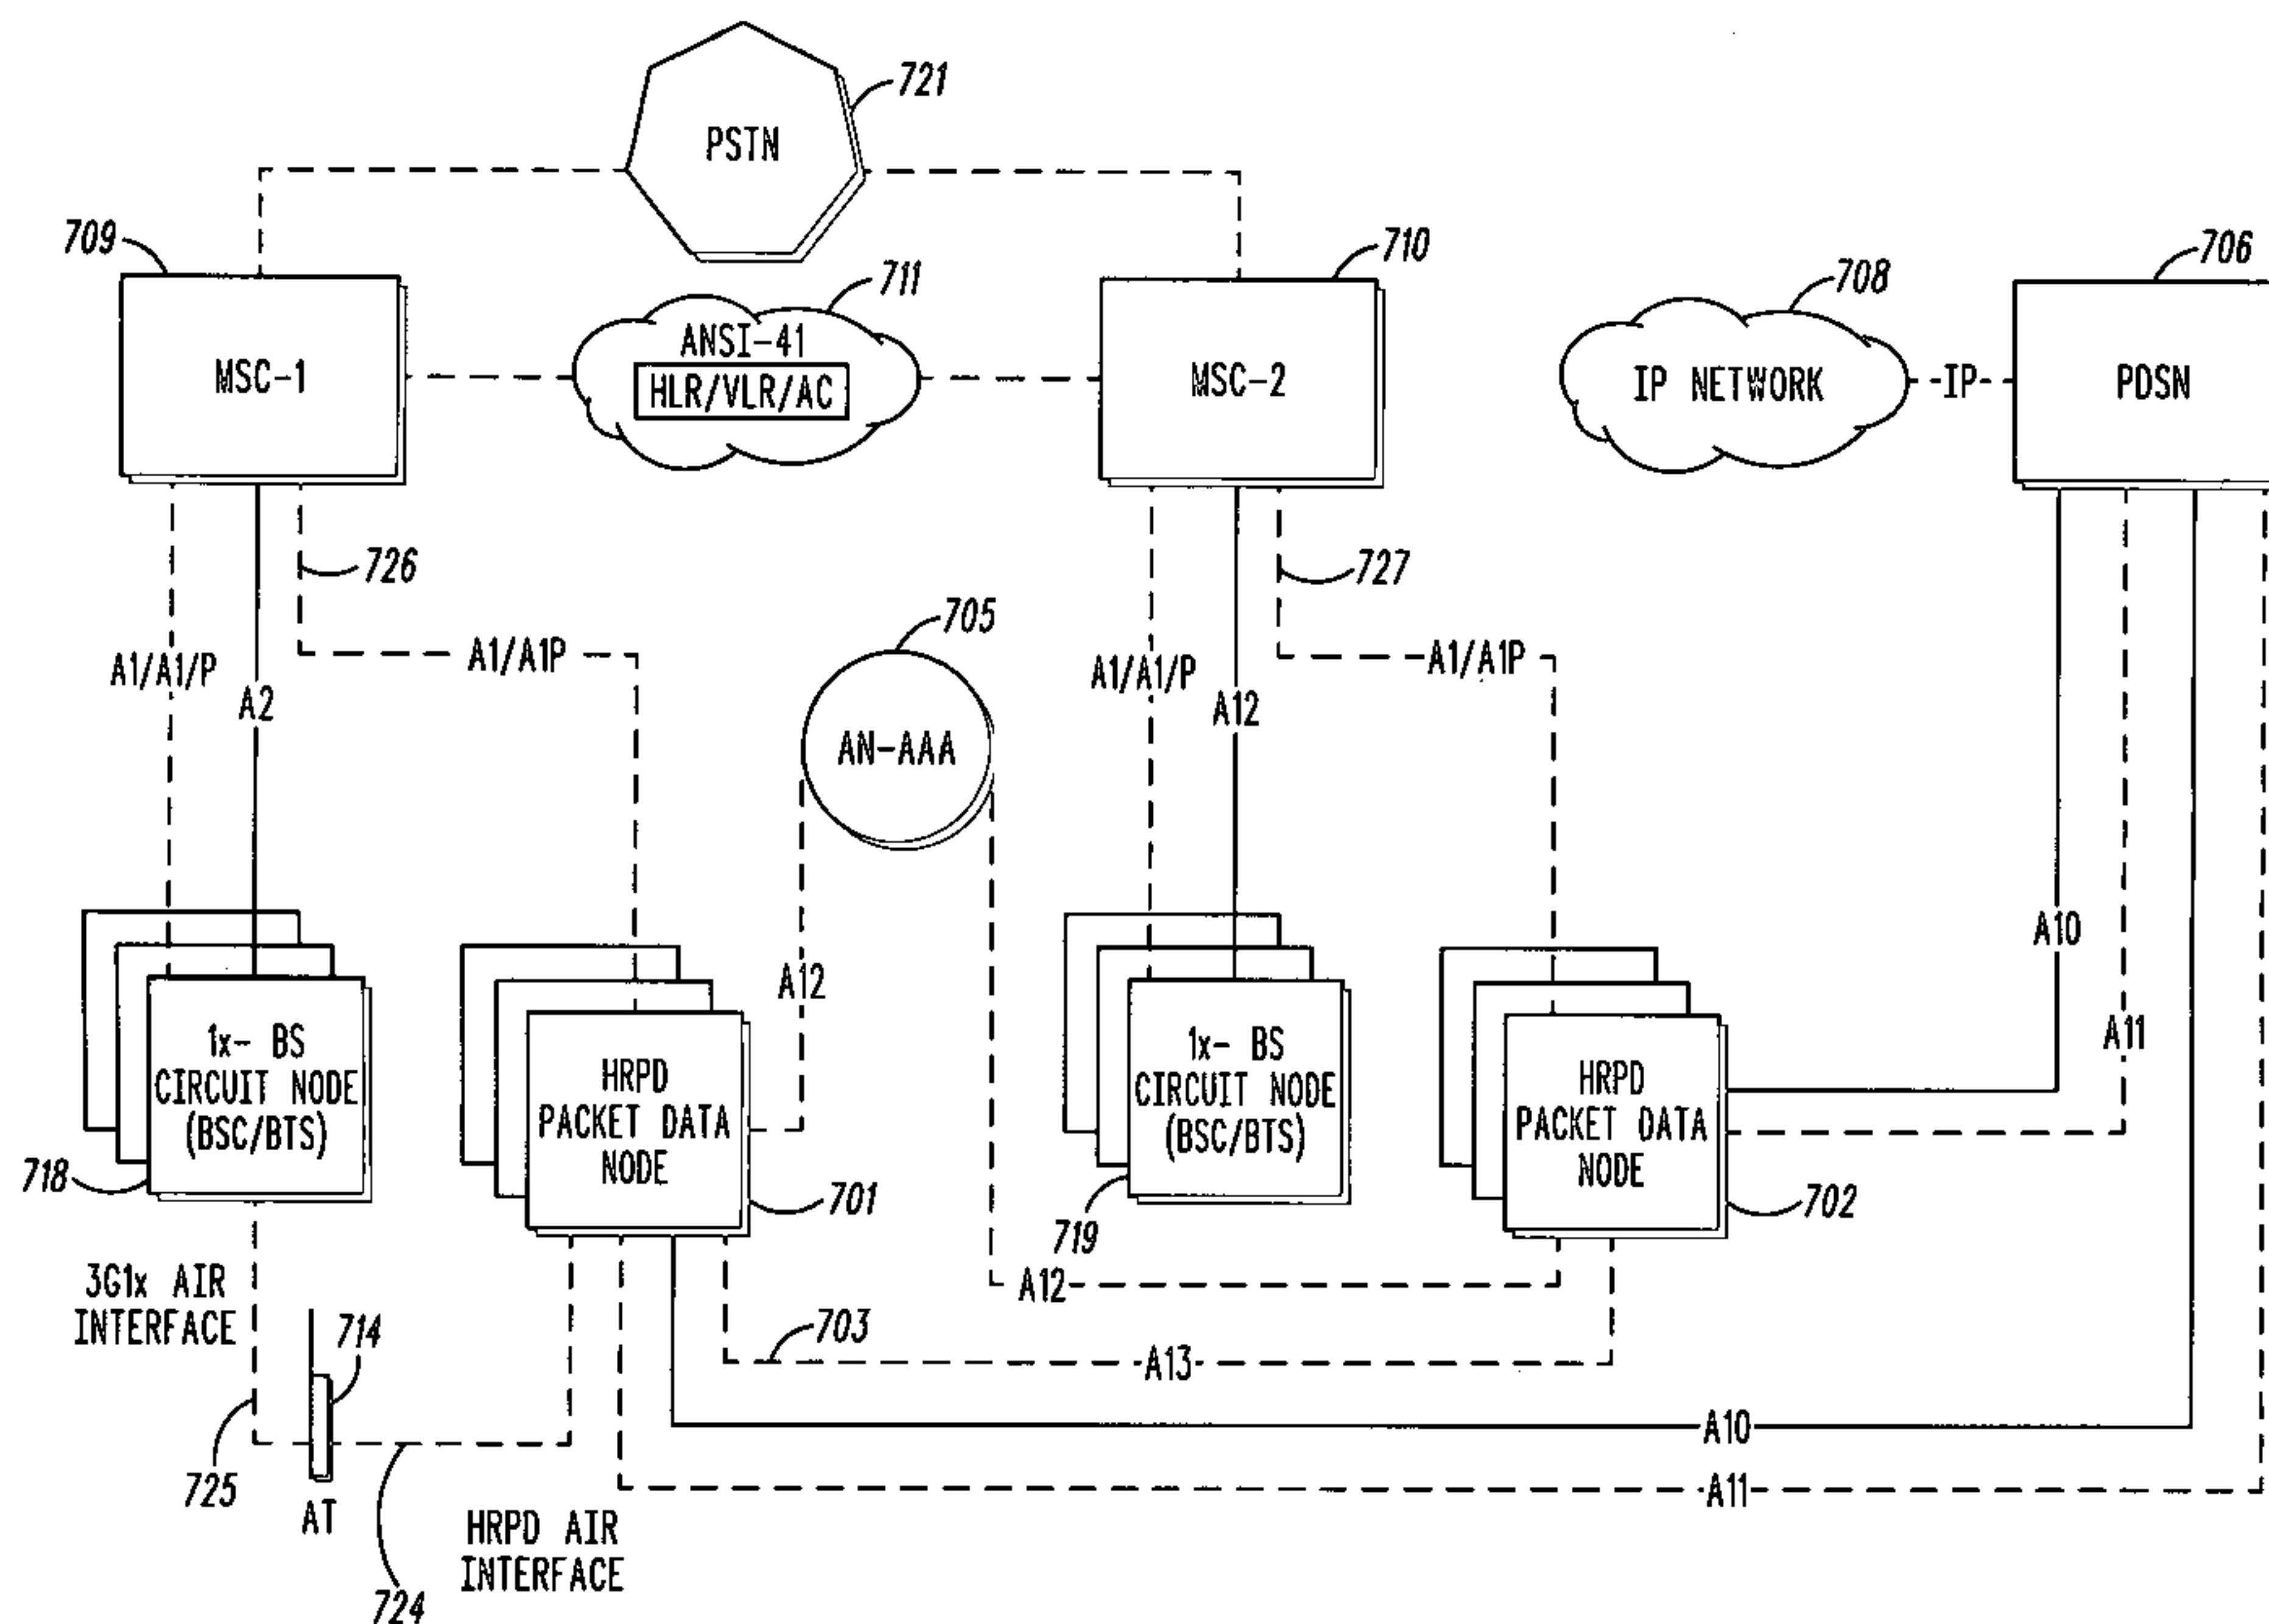 721
PSTN
709
711
710
708
706
ANSI-41
HLR/VLR/AC
MSC-1
MSC-2
IP NETWORK
IP
PDSN
726
727
705
A1/A1/P
A1/A1P
A1/A1/P
A1/A1P
A2
A12
AN-AAA
A10
A12
A11
1x- BS
CIRCUIT NODE
(BSC/BTS)
HRPD
PACKET DATA
NODE
1x- BS
CIRCUIT NODE
(BSC/BTS)
HRPD
PACKET DATA
NODE
718
701
719
702
3G1x AIR
INTERFACE
A12
714
703
A13
A10
725
A11
AT
HRPD AIR
INTERFACE
724